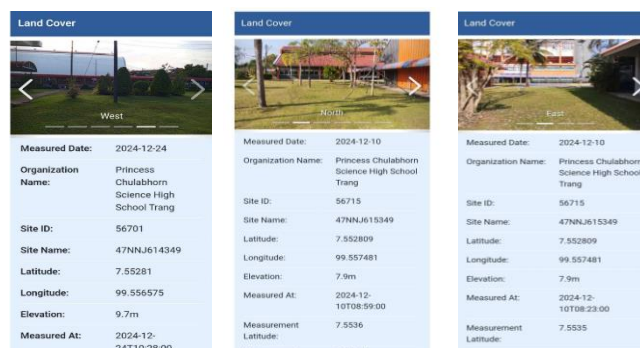 Land Cover
West
Measured Date: 2024-12-24
Organization Name: Princess Chulabhorn Science High School Trang
Site ID: 56701
Site Name: 47NNJ614349
Latitude: 7.55281
Longitude: 99.556575
Elevation: 9.7m
Measured At: 2024-12-24T10:28:00
Land Cover
North
Measured Date: 2024-12-10
Organization Name: Princess Chulabhorn
Science High School
Trang
Site ID: 56715
Site Name: 47NNJ615349
Latitude: 7.552809
Longitude: 99.557481
Elevation: 7.9m
Measured At: 2024-12-
10T08:59:00
Measurement Latitude: 7.5536
Land Cover
East
Measured Date: 2024-12-10
Organization Name: Princess Chulabhorn
Science High School
Trang
Site ID: 56715
Site Name: 47NNJ615349
Latitude: 7.552809
Longitude: 99.557481
Elevation: 7.9m
Measured At: 2024-12-
10T08:23:00
Measurement Latitude: 7.5535